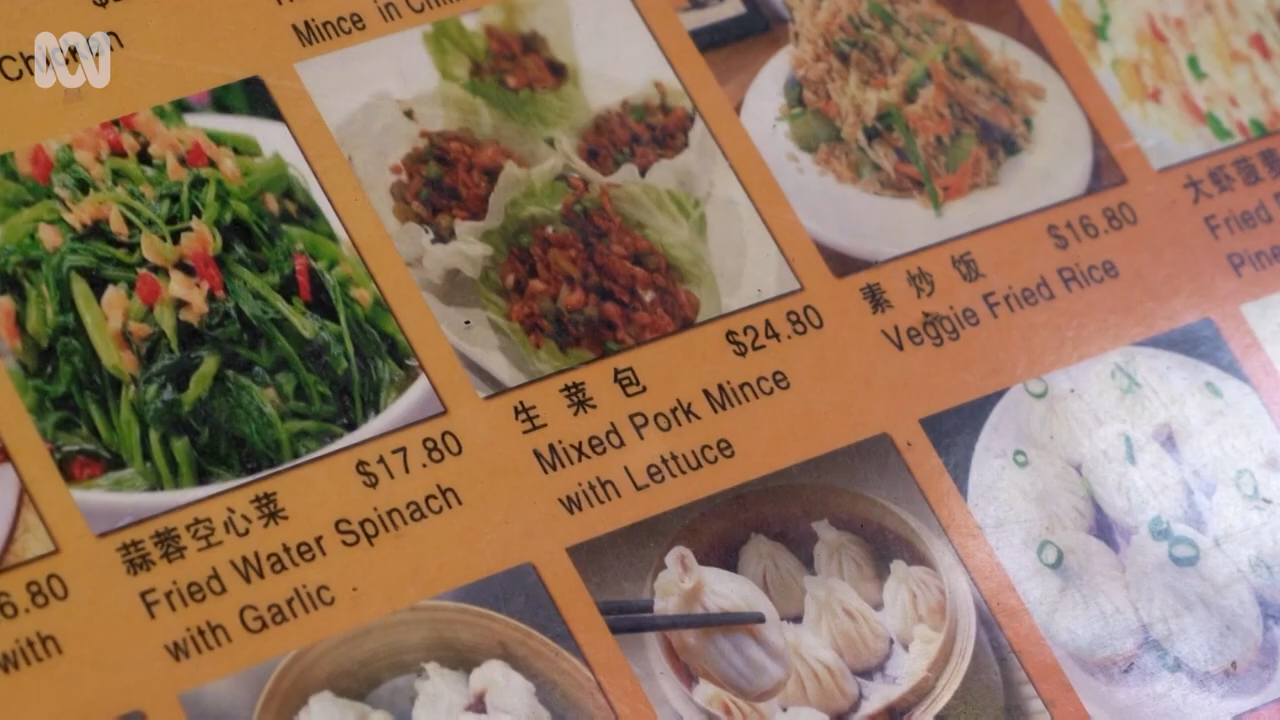 Chicken
Mince in
$17.80
蒜蓉空心菜
Fried Water Spinach
with Garlic
$24.80
生菜包
Mixed Pork Mince
with Lettuce
$16.80
素炒饭
Veggie Fried Rice
大虾菠萝
Fried
6.80
with